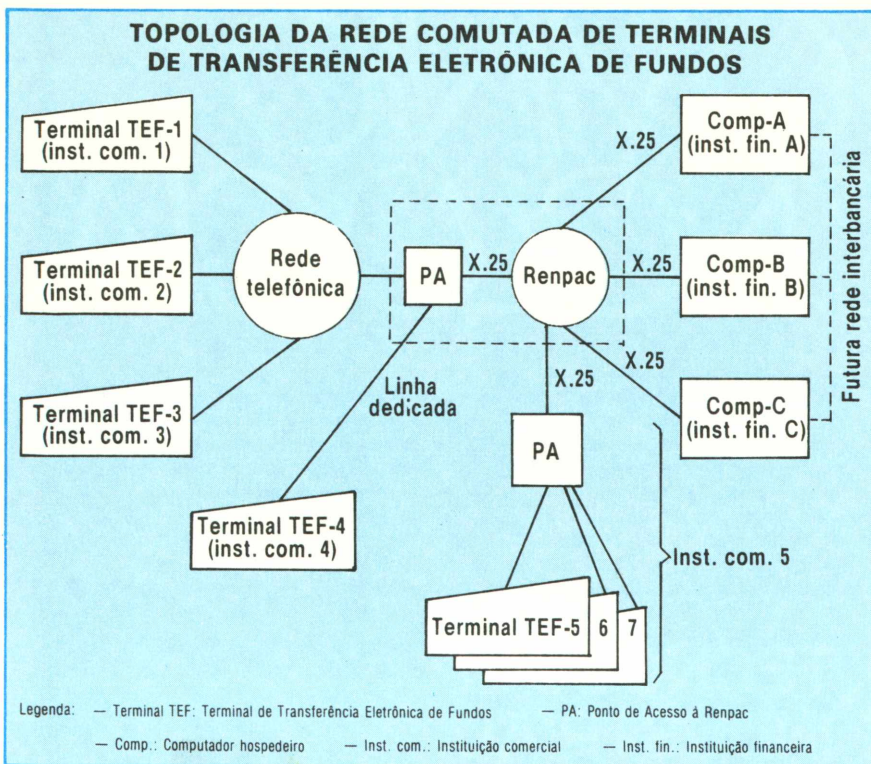 TOPOLOGIA DA REDE COMUTADA DE TERMINAIS
DE TRANSFERÊNCIA ELETRÔNICA DE FUNDOS
Terminal TEF-1
(inst. com. 1)
Terminal TEF-2
(inst. com. 2)
Terminal TEF-3
(inst. com. 3)
Rede
telefônica
PA
X.25
Renpac
X.25
X.25
X.25
Comp-A
(inst. fin. A)
Comp-B
(inst. fin. B)
Comp-C
(inst. fin. C)
Futura rede interbancária
Linha
dedicada
Terminal TEF-4
(inst. com. 4)
X.25
PA
Inst. com. 5
Terminal TEF-5
6
7
Legenda: — Terminal TEF: Terminal de Transferência Eletrônica de Fundos — PA: Ponto de Acesso à Renpac
— Comp.: Computador hospedeiro — Inst. com.: Instituição comercial — Inst. fin.: Instituição financeira